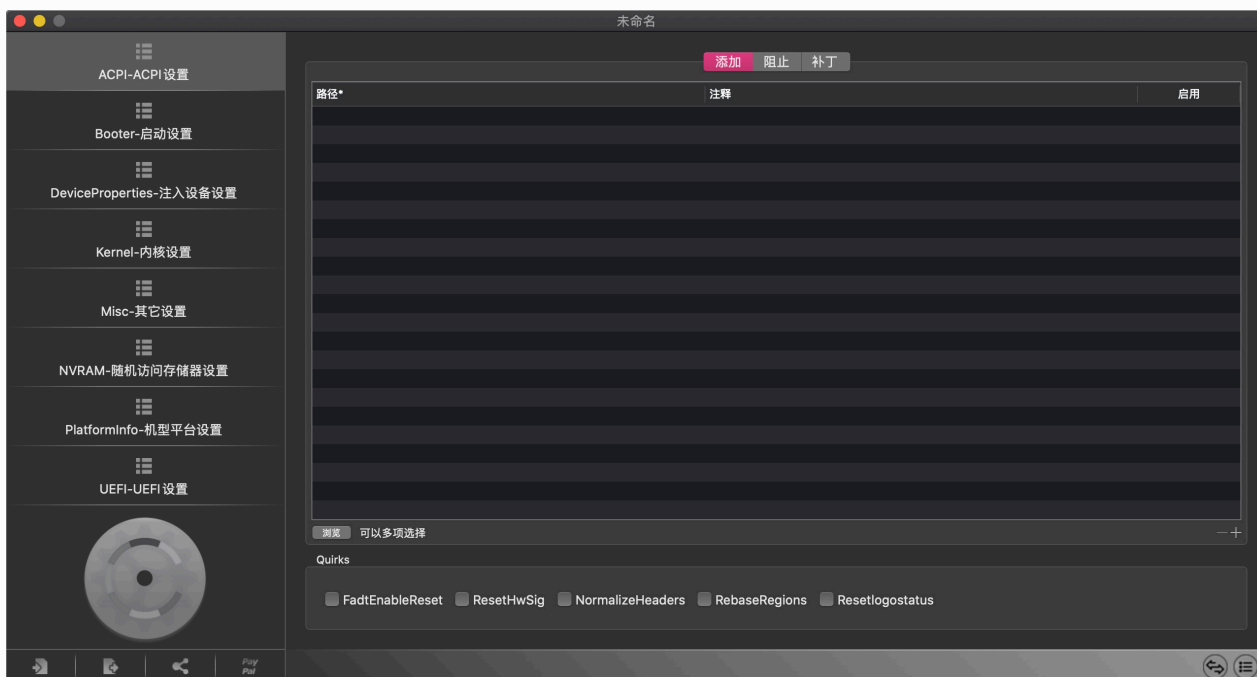 未命名
ACPI-ACPI设置
Booter-启动设置
DeviceProperties-注入设备设置
Kernel-内核设置
Misc-其它设置
NVRAM-随机访问存储器设置
PlatformInfo-机型平台设置
UEFI-UEFI设置
Pay
Pal
添加 阻止 补丁
路径* 注释 启用
浏览 可以多项选择
Quirks
FadtEnableReset ResetHwSig NormalizeHeaders RebaseRegions Resetlogostatus